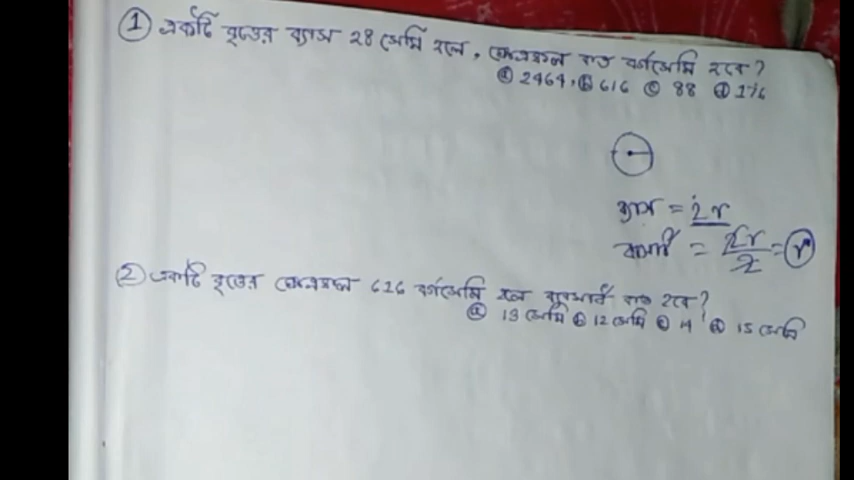 ① একটি বৃত্তের ব্যাস 28 সেমি হলে, ক্ষেত্রফল কত বর্গসেমি হবে?
ⓐ 2464, ⓑ 616 ⓒ 88 ⓓ 176
ব্যাস = 2r
ব্যাসার্ধ = 2r/2 = r
② একটি বৃত্তের ক্ষেত্রফল 616 বর্গসেমি হলে ব্যাসার্ধ কত হবে?
ⓐ 13 সেমি ⓑ 12 সেমি ⓒ 14 ⓓ 15 সেমি